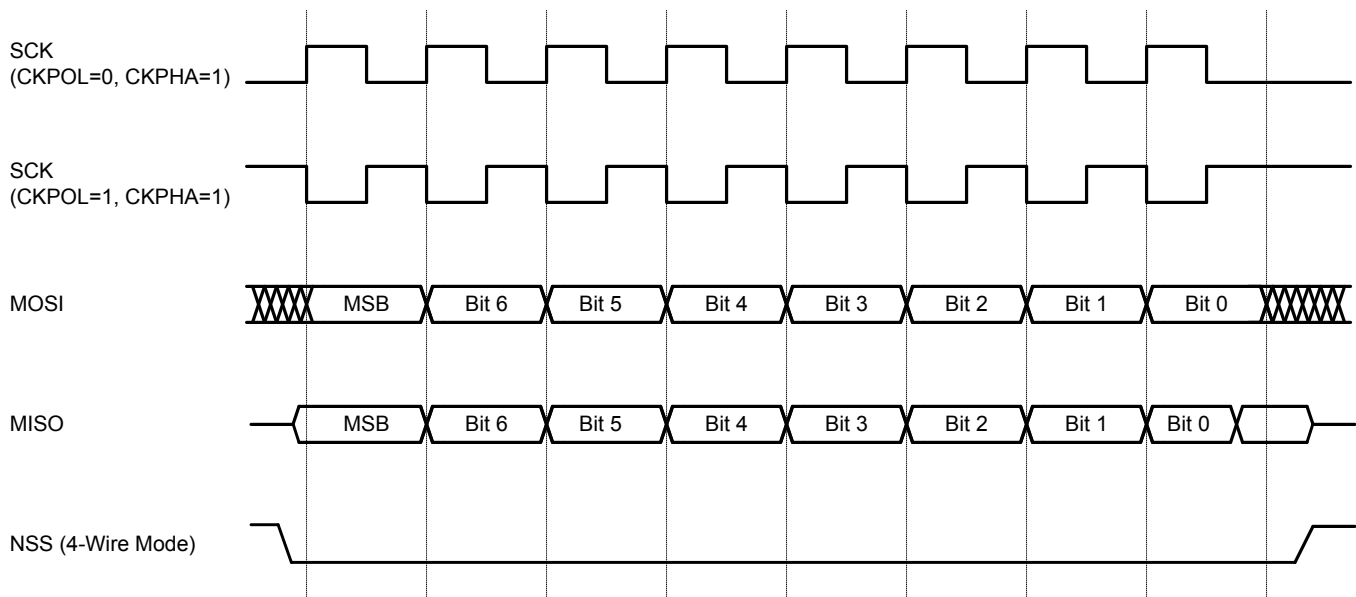 SCK
(CKPOL=0, CKPHA=1)
SCK
(CKPOL=1, CKPHA=1)
MOSI
MSB Bit 6 Bit 5 Bit 4 Bit 3 Bit 2 Bit 1 Bit 0
MISO
MSB Bit 6 Bit 5 Bit 4 Bit 3 Bit 2 Bit 1 Bit 0
NSS (4-Wire Mode)